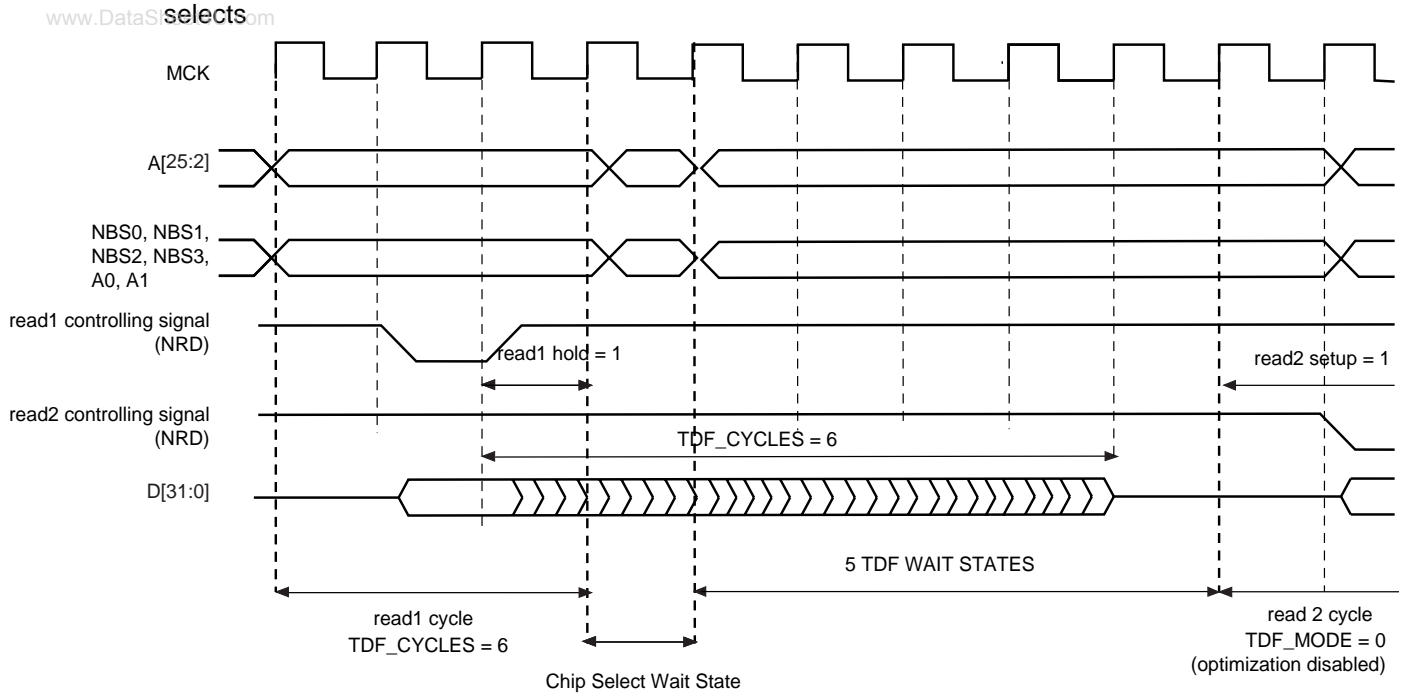 selects
www.DataSheet4U.com
MCK
A[25:2]
NBS0, NBS1,
NBS2, NBS3,
A0, A1
read1 controlling signal
(NRD)
read1 hold = 1
read2 setup = 1
read2 controlling signal
(NRD)
TDF_CYCLES = 6
D[31:0]
5 TDF WAIT STATES
read1 cycle
TDF_CYCLES = 6
Chip Select Wait State
read 2 cycle
TDF_MODE = 0
(optimization disabled)